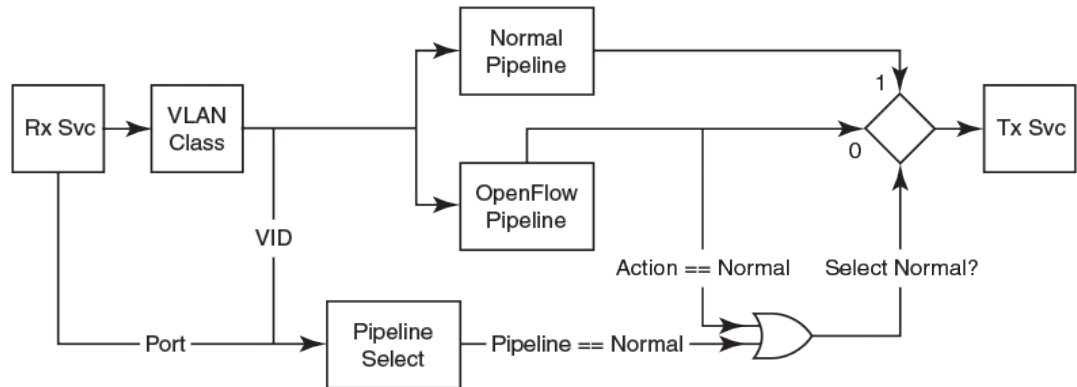 Normal
Pipeline
1
Rx Svc
VLAN
Class
Tx Svc
0
OpenFlow
Pipeline
VID
Action == Normal
Select Normal?
Port
Pipeline
Select
Pipeline == Normal